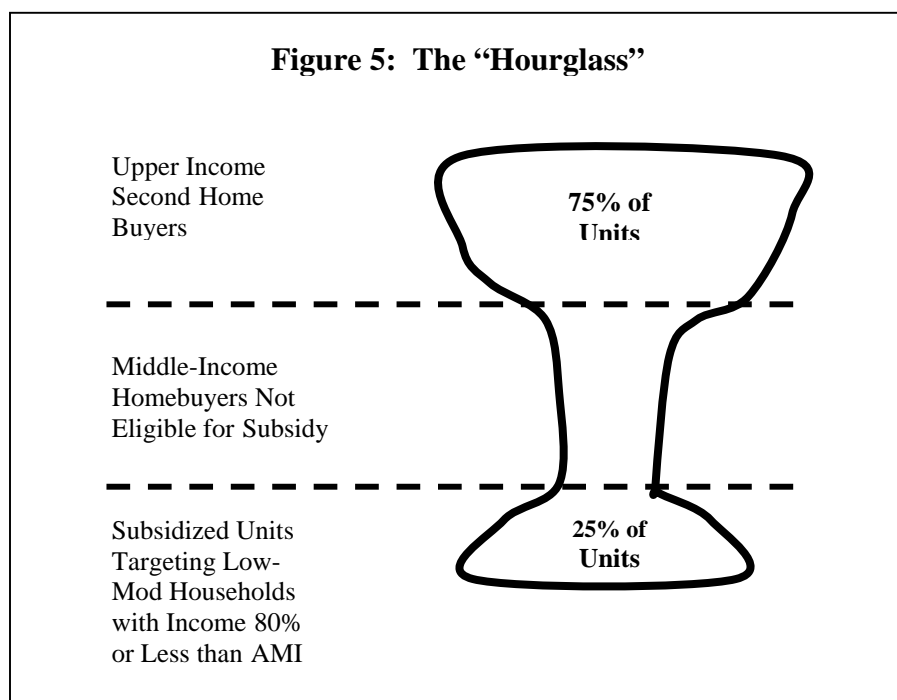 Figure 5:  The “Hourglass”
Upper Income
Second Home
Buyers
75% of
Units
Middle-Income
Homebuyers Not
Eligible for Subsidy
Subsidized Units
Targeting Low-
Mod Households
with Income 80%
or Less than AMI
25% of
Units